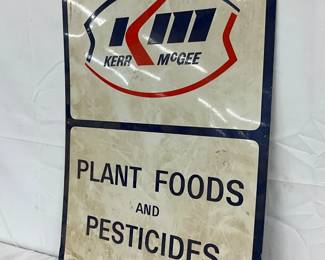 KM
KERR McGEE
PLANT FOODS
AND
PESTICIDES